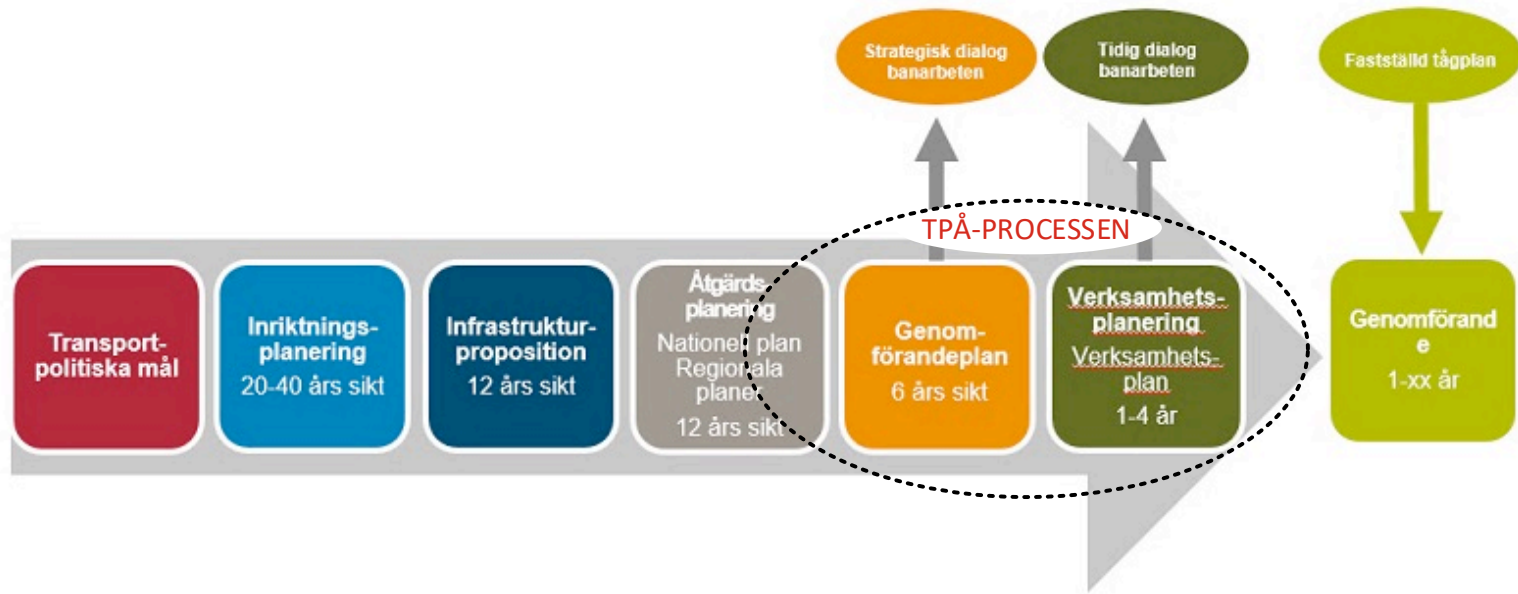 Strategisk dialog
banarbeten
Tidig dialog
banarbeten
Fastställd tågplan
TPÅ-PROCESSEN
Transport-
politiska mål
Inriktnings-
planering
20-40 års sikt
Infrastruktur-
proposition
12 års sikt
Åtgärds-
planering
Nationell plan
Regionala
planer
12 års sikt
Genom-
förandeplan
6 års sikt
Verksamhets-
planering
Verksamhets-
plan
1-4 år
Genomförand
e
1-xx år